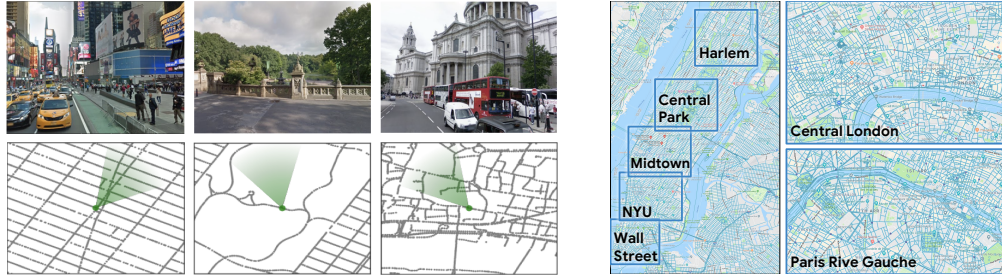 Harlem
Central
Park
Midtown
NYU
Wall
Street
Central London
Paris Rive Gauche